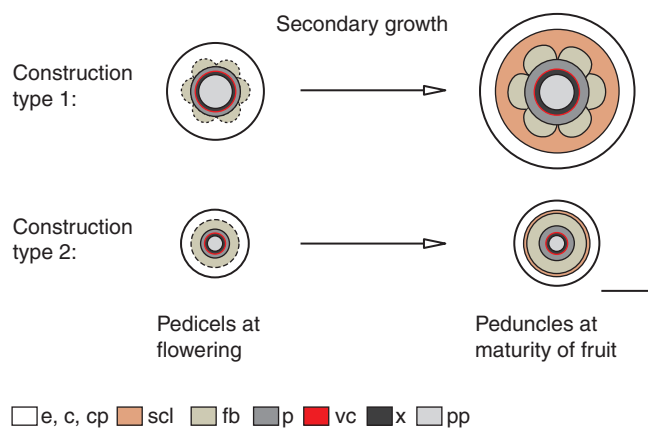 Secondary growth
Construction
type 1:
Construction
type 2:
Pedicels at
flowering
Peduncles at
maturity of fruit
e, c, cp scl fb p vc x pp